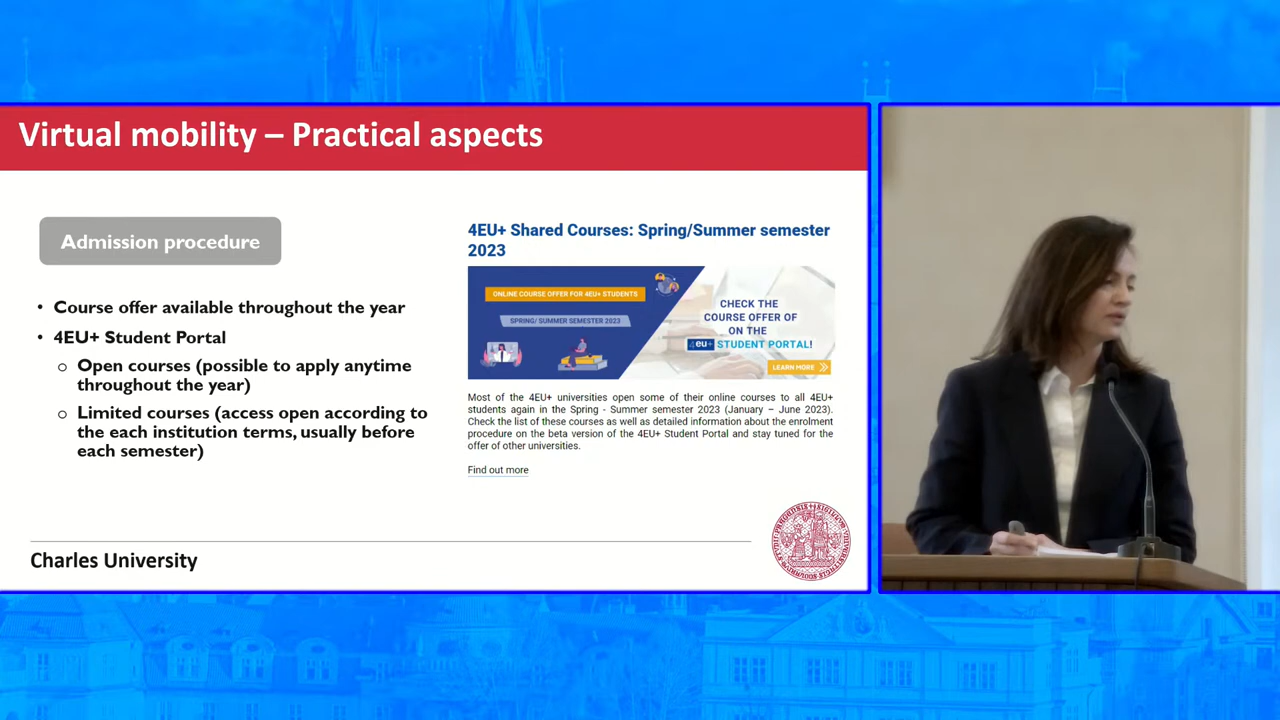 Virtual mobility – Practical aspects
Admission procedure
• Course offer available throughout the year
• 4EU+ Student Portal
o Open courses (possible to apply anytime
throughout the year)
o Limited courses (access open according to
the each institution terms, usually before
each semester)
4EU+ Shared Courses: Spring/Summer semester
2023
ONLINE COURSE OFFER FOR 4EU+ STUDENTS
SPRING/ SUMMER SEMESTER 2023
CHECK THE
COURSE OFFER OF
ON THE
4eu+ STUDENT PORTAL!
LEARN MORE
Most of the 4EU+ universities open some of their online courses to all 4EU+
students again in the Spring - Summer semester 2023 (January – June 2023).
Check the list of these courses as well as detailed information about the enrolment
procedure on the beta version of the 4EU+ Student Portal and stay tuned for the
offer of other universities.
Find out more
Charles University